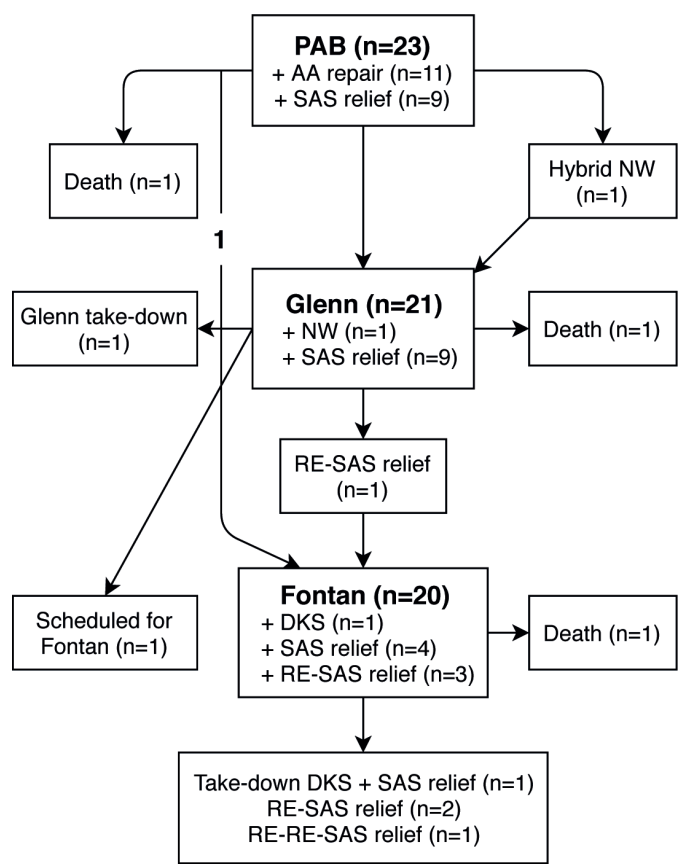 PAB (n=23)
+ AA repair (n=11)
+ SAS relief (n=9)
Death (n=1)
Hybrid NW
(n=1)
1
Glenn (n=21)
+ NW (n=1)
+ SAS relief (n=9)
Glenn take-down
(n=1)
Death (n=1)
RE-SAS relief
(n=1)
Fontan (n=20)
+ DKS (n=1)
+ SAS relief (n=4)
+ RE-SAS relief (n=3)
Scheduled for
Fontan (n=1)
Death (n=1)
Take-down DKS + SAS relief (n=1)
RE-SAS relief (n=2)
RE-RE-SAS relief (n=1)